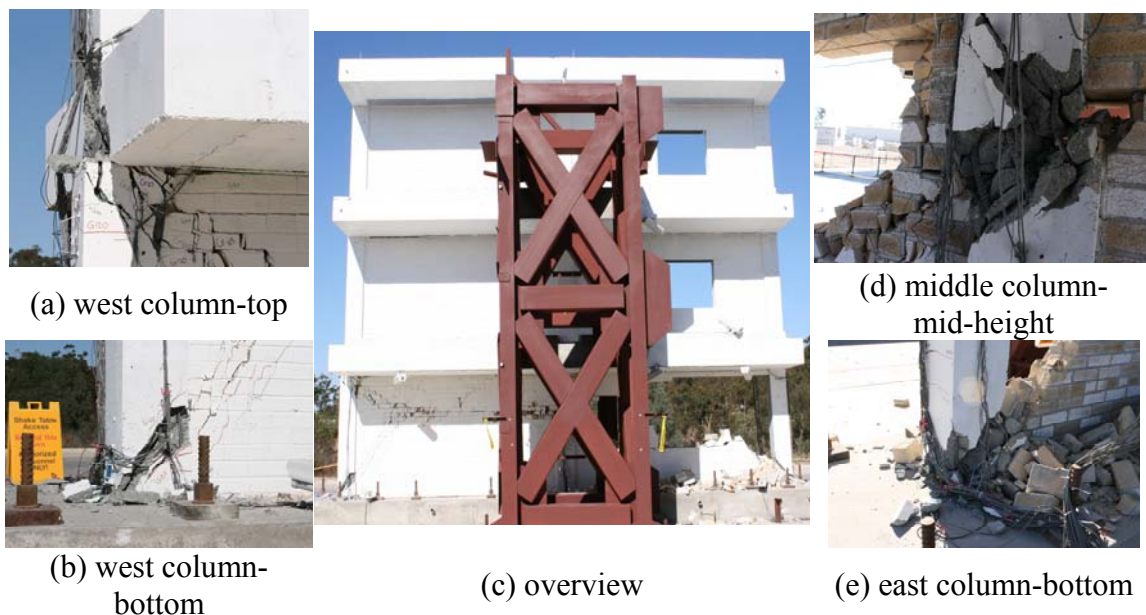 (a) west column-top
Shake Table
Access
(b) west column-
bottom
(c) overview
(d) middle column-
mid-height
(e) east column-bottom